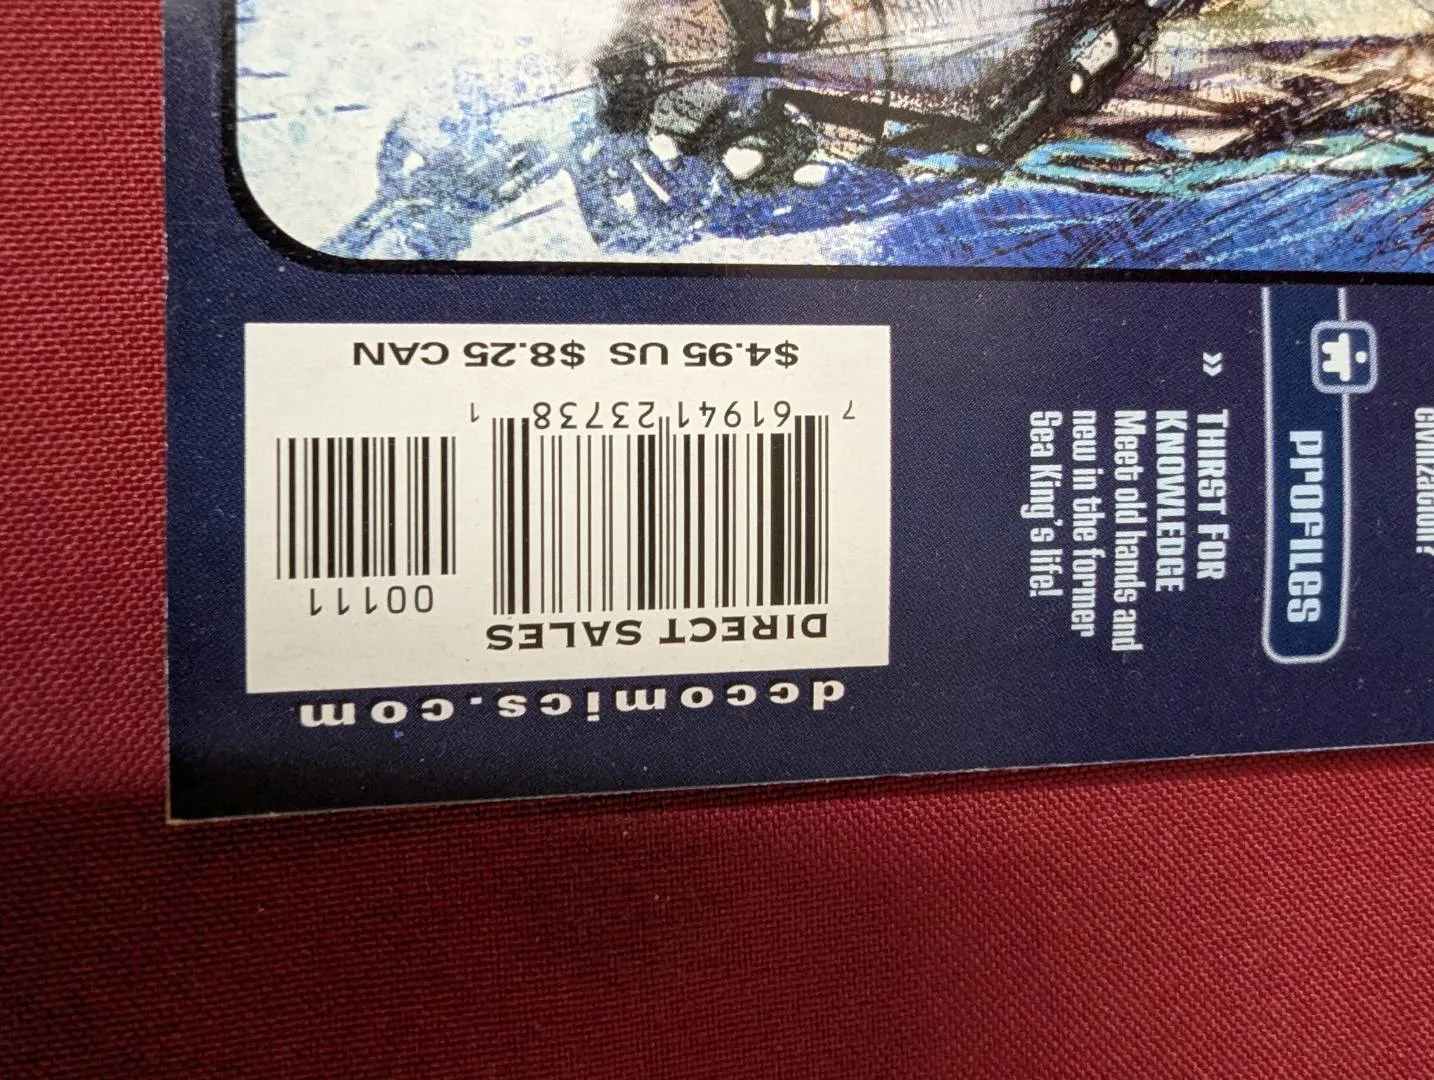 dccomics.com
DIRECT SALES
00111
7 61941 23738 1
$4.95 US $8.25 CAN
PROFILES
» THIRST FOR
KNOWLEDGE
Meet old hands and
new in the former
Sea King's life!
civilization?